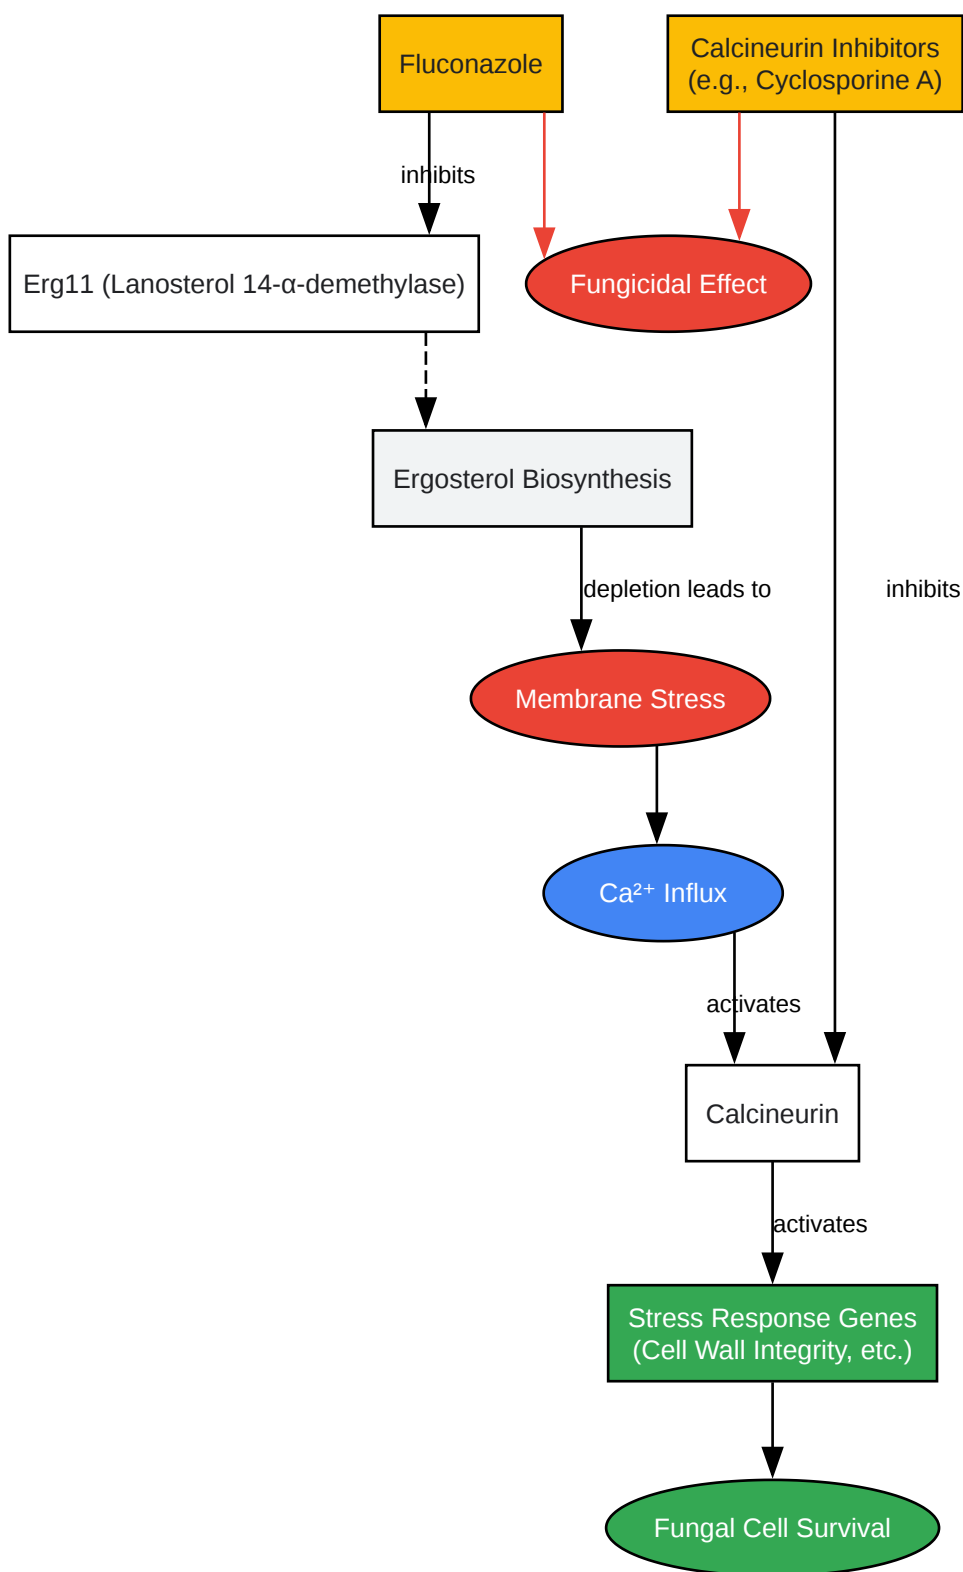 Fluconazole
Calcineurin Inhibitors
(e.g., Cyclosporine A)
inhibits
Erg11 (Lanosterol 14-α-demethylase)
Fungicidal Effect
Ergosterol Biosynthesis
depletion leads to
inhibits
Membrane Stress
Ca²⁺ Influx
activates
Calcineurin
activates
Stress Response Genes
(Cell Wall Integrity, etc.)
Fungal Cell Survival